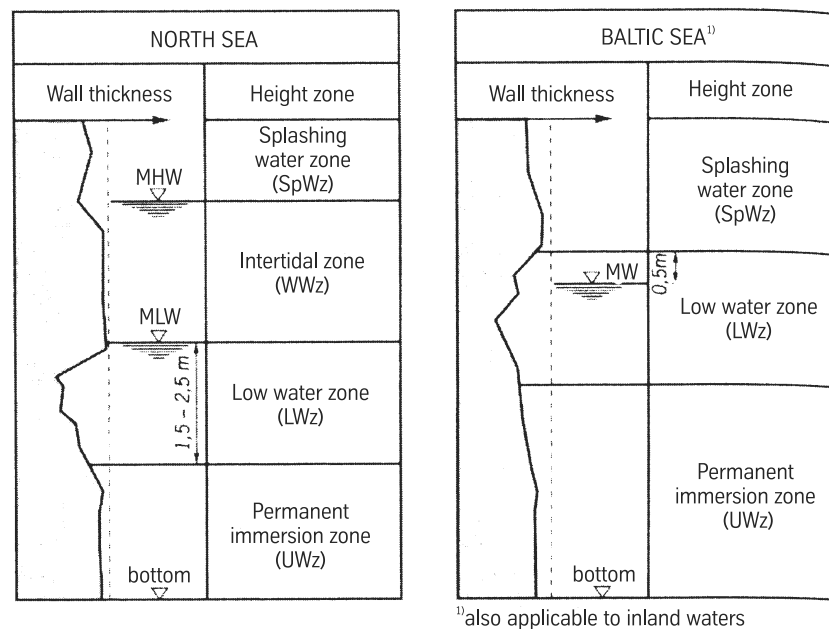 NORTH SEA
Wall thickness
Height zone
Splashing
water zone
(SpWz)
MHW
Intertidal zone
(WWz)
MLW
1,5 – 2,5 m
Low water zone
(LWz)
Permanent
immersion zone
(UWz)
bottom
BALTIC SEA¹⁾
Wall thickness
Height zone
Splashing
water zone
(SpWz)
MW
0,5m
Low water zone
(LWz)
Permanent
immersion zone
(UWz)
bottom
¹⁾also applicable to inland waters